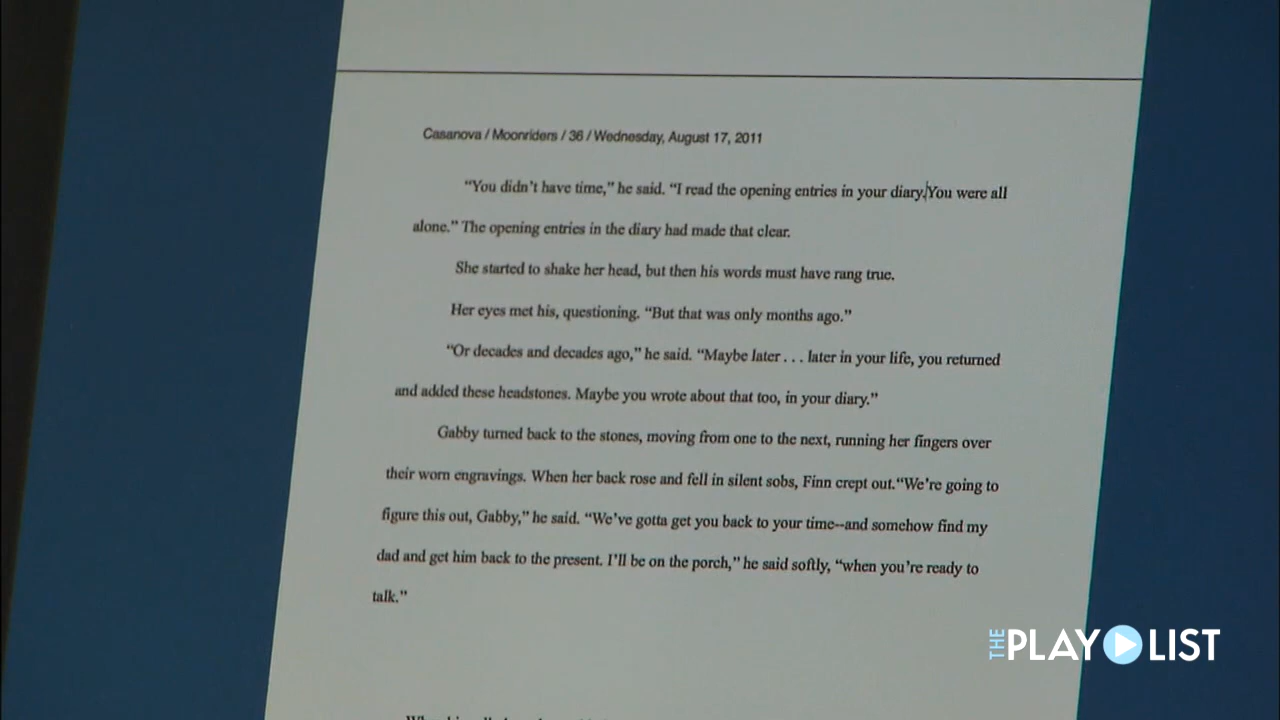 Casanova / Moonriders / 36 / Wednesday, August 17, 2011
“You didn’t have time,” he said. “I read the opening entries in your diary.You were all
alone.” The opening entries in the diary had made that clear.
She started to shake her head, but then his words must have rang true.
Her eyes met his, questioning. “But that was only months ago.”
“Or decades and decades ago,” he said. “Maybe later . . . later in your life, you returned
and added these headstones. Maybe you wrote about that too, in your diary.”
Gabby turned back to the stones, moving from one to the next, running her fingers over
their worn engravings. When her back rose and fell in silent sobs, Finn crept out.“We’re going to
figure this out, Gabby,” he said. “We’ve gotta get you back to your time--and somehow find my
dad and get him back to the present. I’ll be on the porch,” he said softly, “when you’re ready to
talk.”
THE PLAYLIST